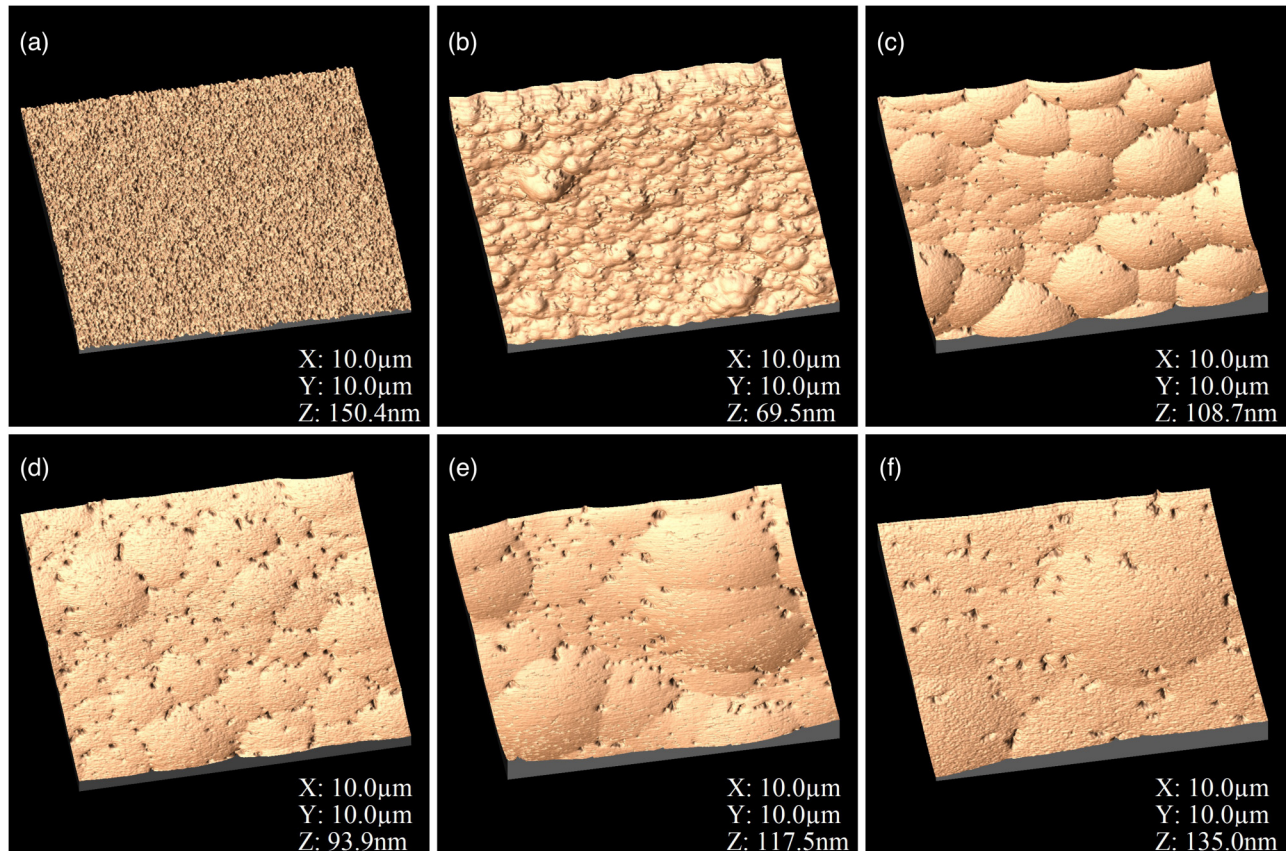 (a)
X: 10.0µm
Y: 10.0µm
Z: 150.4nm
(b)
X: 10.0µm
Y: 10.0µm
Z: 69.5nm
(c)
X: 10.0µm
Y: 10.0µm
Z: 108.7nm
(d)
X: 10.0µm
Y: 10.0µm
Z: 93.9nm
(e)
X: 10.0µm
Y: 10.0µm
Z: 117.5nm
(f)
X: 10.0µm
Y: 10.0µm
Z: 135.0nm